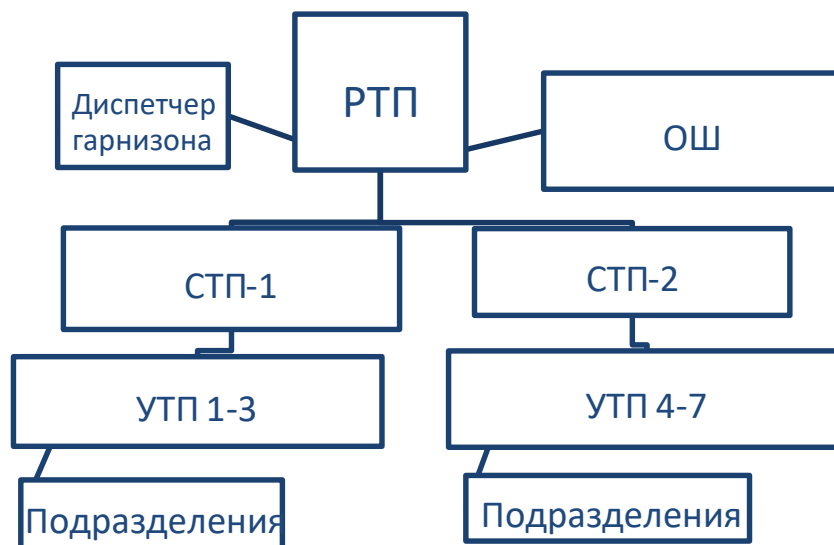 РТП
Диспетчер
гарнизона
ОШ
СТП-1
СТП-2
УТП 1-3
УТП 4-7
Подразделения
Подразделения